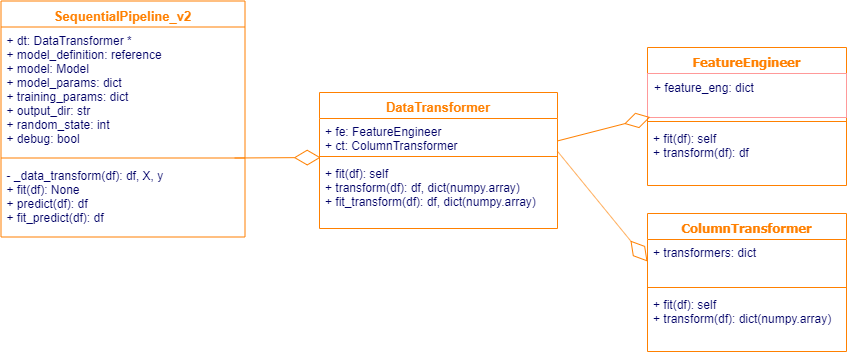 SequentialPipeline_v2
+ dt: DataTransformer *
+ model_definition: reference
+ model: Model
+ model_params: dict
+ training_params: dict
+ output_dir: str
+ random_state: int
+ debug: bool
- _data_transform(df): df, X, y
+ fit(df): None
+ predict(df): df
+ fit_predict(df): df
DataTransformer
+ fe: FeatureEngineer
+ ct: ColumnTransformer
+ fit(df): self
+ transform(df): df, dict(numpy.array)
+ fit_transform(df): df, dict(numpy.array)
FeatureEngineer
+ feature_eng: dict
+ fit(df): self
+ transform(df): df
ColumnTransformer
+ transformers: dict
+ fit(df): self
+ transform(df): dict(numpy.array)